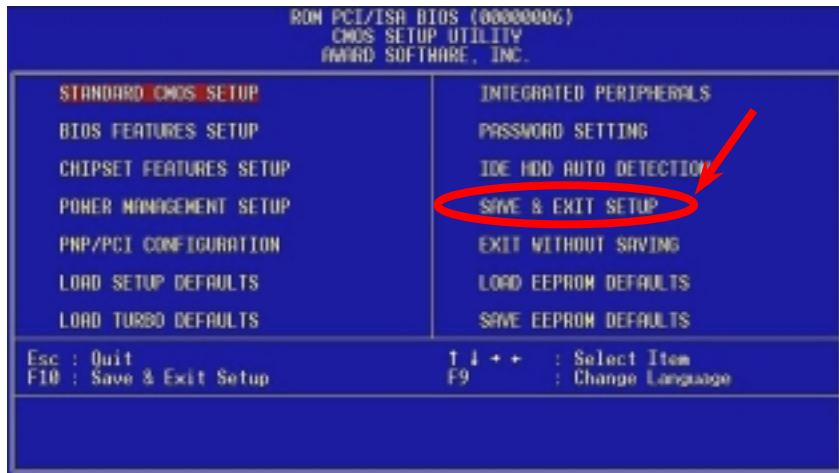 ROM PCI/ISA BIOS (00000006)
CMOS SETUP UTILITY
AWARD SOFTWARE, INC.
STANDARD CMOS SETUP
BIOS FEATURES SETUP
CHIPSET FEATURES SETUP
POWER MANAGEMENT SETUP
PNP/PCI CONFIGURATION
LOAD SETUP DEFAULTS
LOAD TURBO DEFAULTS
INTEGRATED PERIPHERALS
PASSWORD SETTING
IDE HDD AUTO DETECTION
SAVE & EXIT SETUP
EXIT WITHOUT SAVING
LOAD EEPROM DEFAULTS
SAVE EEPROM DEFAULTS
Esc : Quit
F10 : Save & Exit Setup
↑ ↓ → ← : Select Item
F9 : Change Language